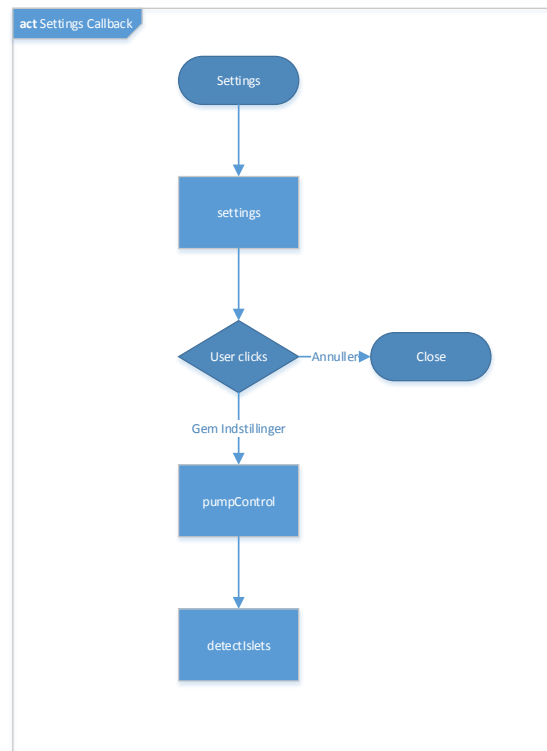 act Settings Callback
Settings
settings
User clicks
Annuller
Close
Gem Indstillinger
pumpControl
detectIslets